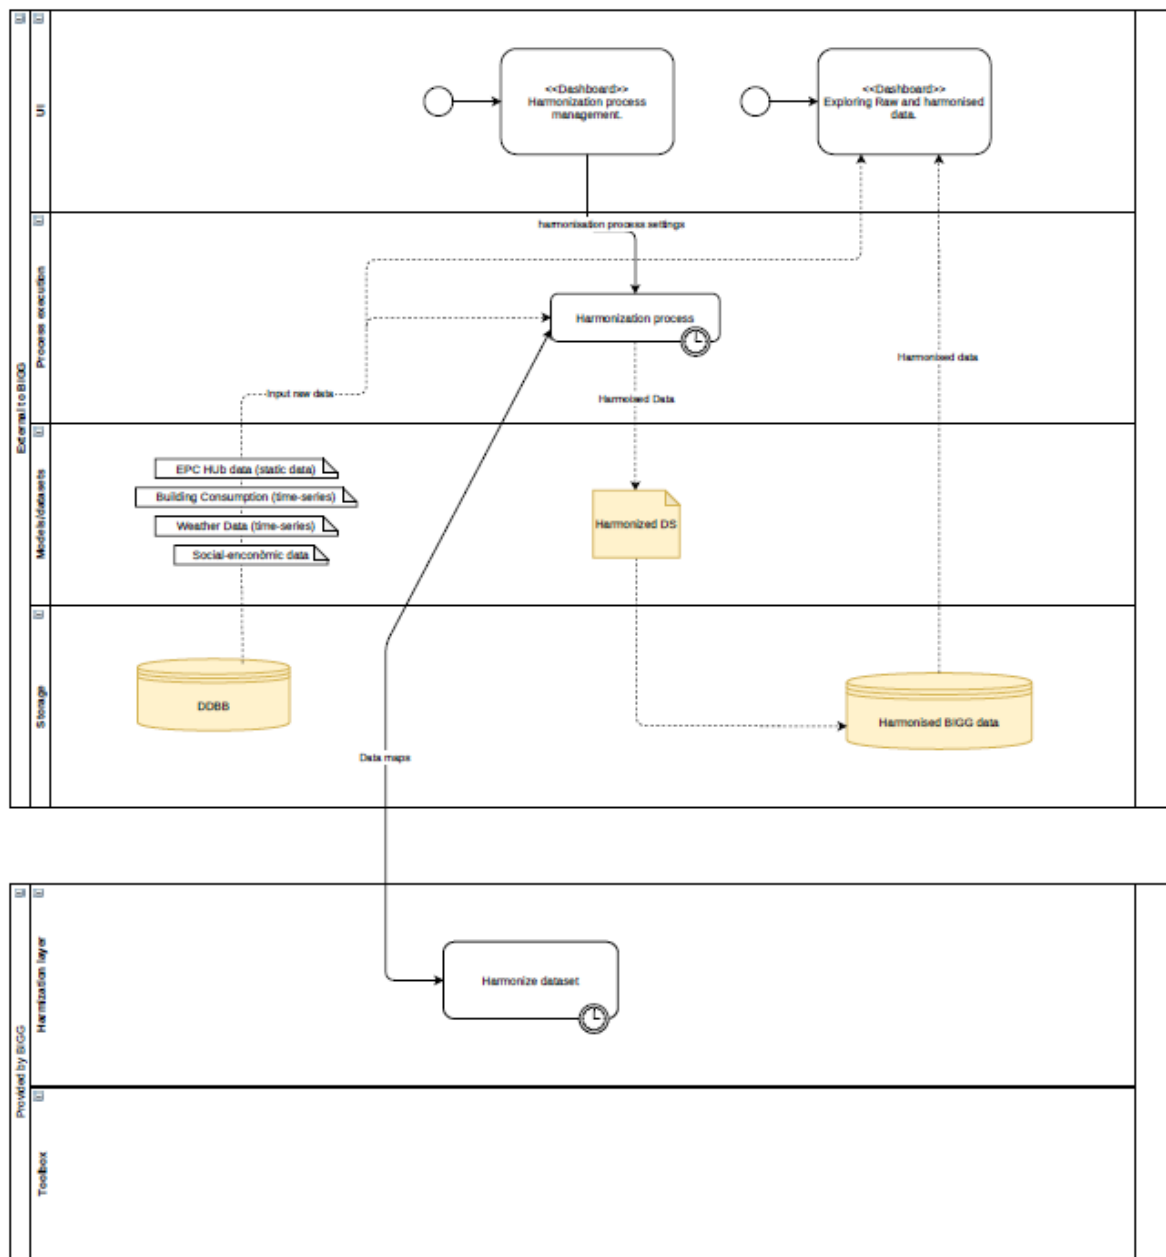 External to BIGG
UI
<<Dashboard>>
Harmonization process
management.
<<Dashboard>>
Exploring Raw and harmonised
data.
Process execution
harmonisation process settings
Harmonization process
Input new data
Harmoised Data
Harmonised data
Models/datasets
EPC HUb data (static data)
Building Consumption (time-series)
Weather Data (time-series)
Social-enconòmic data
Harmonized DS
Storage
DDBB
Harmonised BIGG data
Data maps
Provided by BIGG
Harmization layer
Harmonize dataset
Toolbox